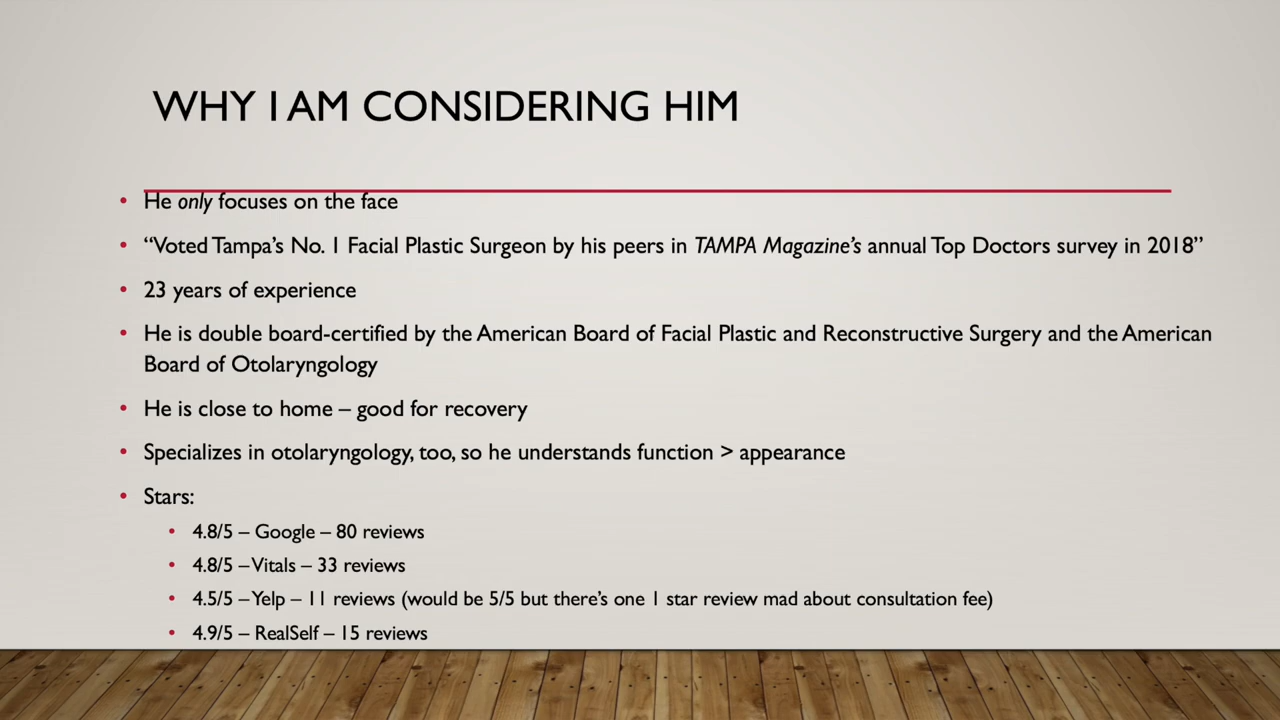 WHY I AM CONSIDERING HIM
• He only focuses on the face
• “Voted Tampa’s No. 1 Facial Plastic Surgeon by his peers in TAMPA Magazine’s annual Top Doctors survey in 2018”
• 23 years of experience
• He is double board-certified by the American Board of Facial Plastic and Reconstructive Surgery and the American
Board of Otolaryngology
• He is close to home – good for recovery
• Specializes in otolaryngology, too, so he understands function > appearance
• Stars:
• 4.8/5 – Google – 80 reviews
• 4.8/5 – Vitals – 33 reviews
• 4.5/5 – Yelp – 11 reviews (would be 5/5 but there’s one 1 star review mad about consultation fee)
• 4.9/5 – RealSelf – 15 reviews